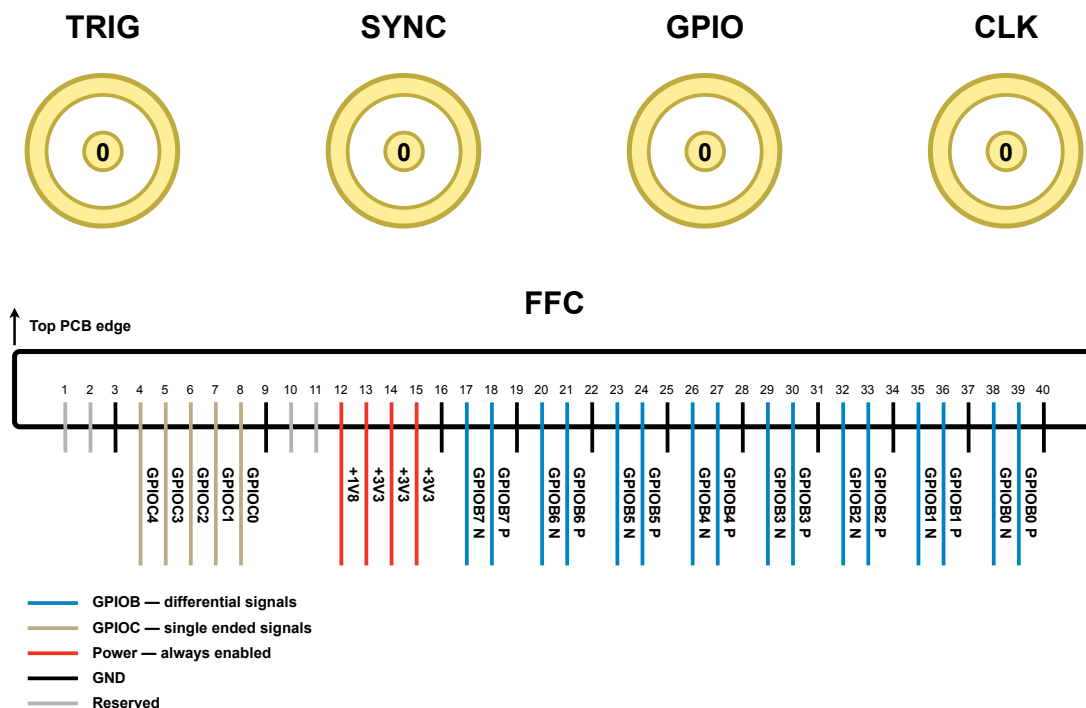 TRIG SYNC GPIO CLK
0 0 0 0
FFC
Top PCB edge
1 2 3 4 5 6 7 8 9 10 11 12 13 14 15 16 17 18 19 20 21 22 23 24 25 26 27 28 29 30 31 32 33 34 35 36 37 38 39 40
GPIOC4
GPIOC3
GPIOC2
GPIOC1
GPIOC0
+1V8
+3V3
+3V3
+3V3
GPIOB7 N
GPIOB7 P
GPIOB6 N
GPIOB6 P
GPIOB5 N
GPIOB5 P
GPIOB4 N
GPIOB4 P
GPIOB3 N
GPIOB3 P
GPIOB2 N
GPIOB2 P
GPIOB1 N
GPIOB1 P
GPIOB0 N
GPIOB0 P
GPIOB — differential signals
GPIOC — single ended signals
Power — always enabled
GND
Reserved